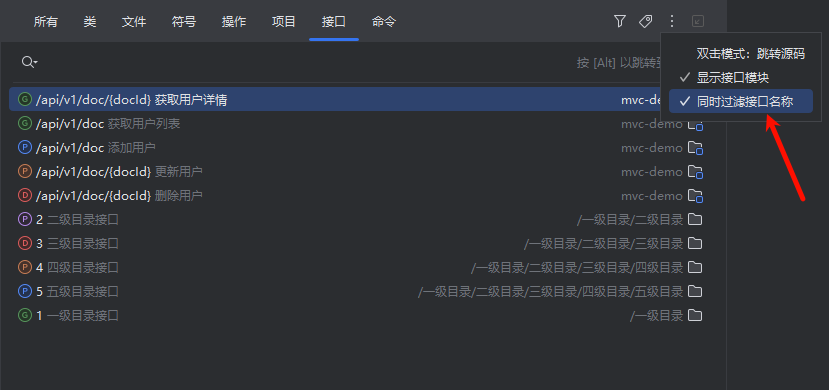 所有 类 文件 符号 操作 项目 接口 命令
按 [Alt] 以跳转
双击模式：跳转源码
显示接口模块
同时过滤接口名称
G /api/v1/doc/{docId} 获取用户详情 mvc-de
G /api/v1/doc 获取用户列表 mvc-demo
P /api/v1/doc 添加用户 mvc-demo
P /api/v1/doc/{docId} 更新用户 mvc-demo
D /api/v1/doc/{docId} 删除用户 mvc-demo
P 2 二级目录接口 /一级目录/二级目录
D 3 三级目录接口 /一级目录/二级目录/三级目录
P 4 四级目录接口 /一级目录/二级目录/三级目录/四级目录
P 5 五级目录接口 /一级目录/二级目录/三级目录/四级目录/五级目录
G 1 一级目录接口 /一级目录